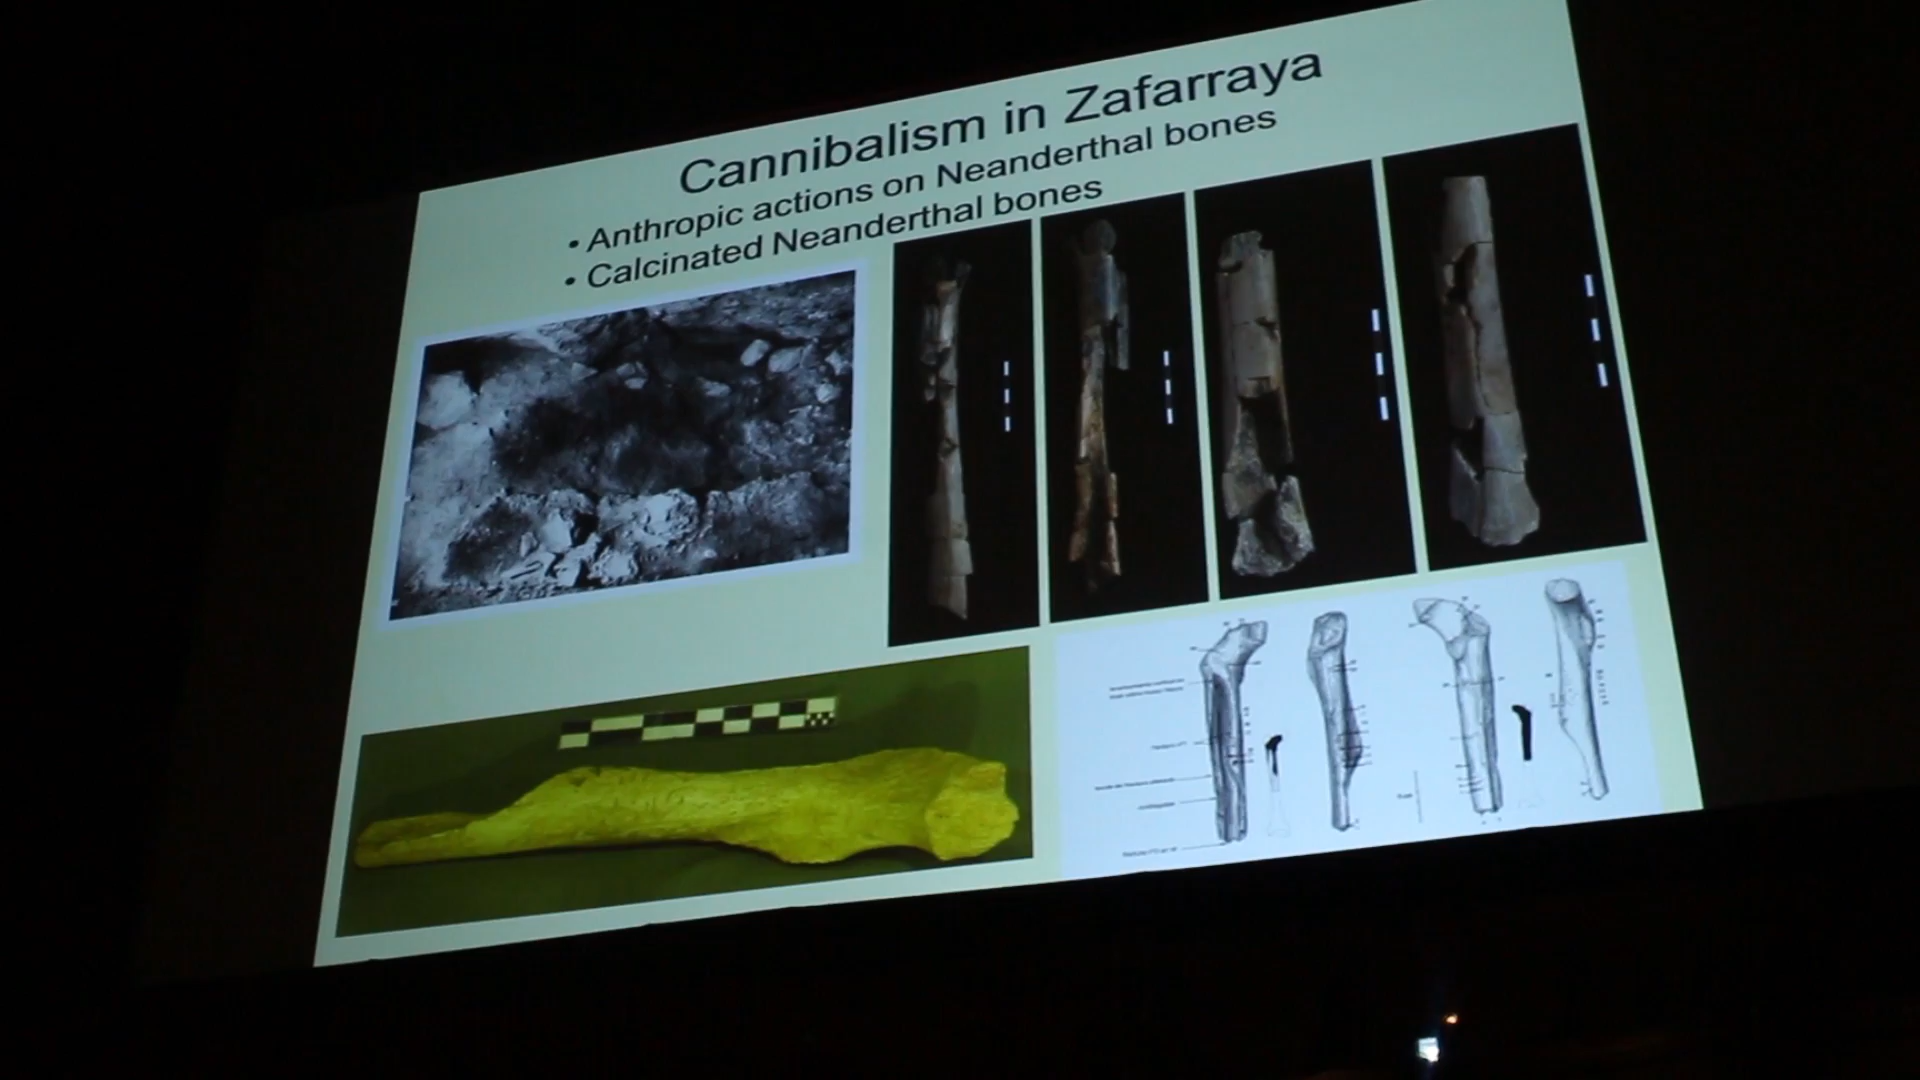 Cannibalism in Zafarraya
• Anthropic actions on Neanderthal bones
• Calcinated Neanderthal bones